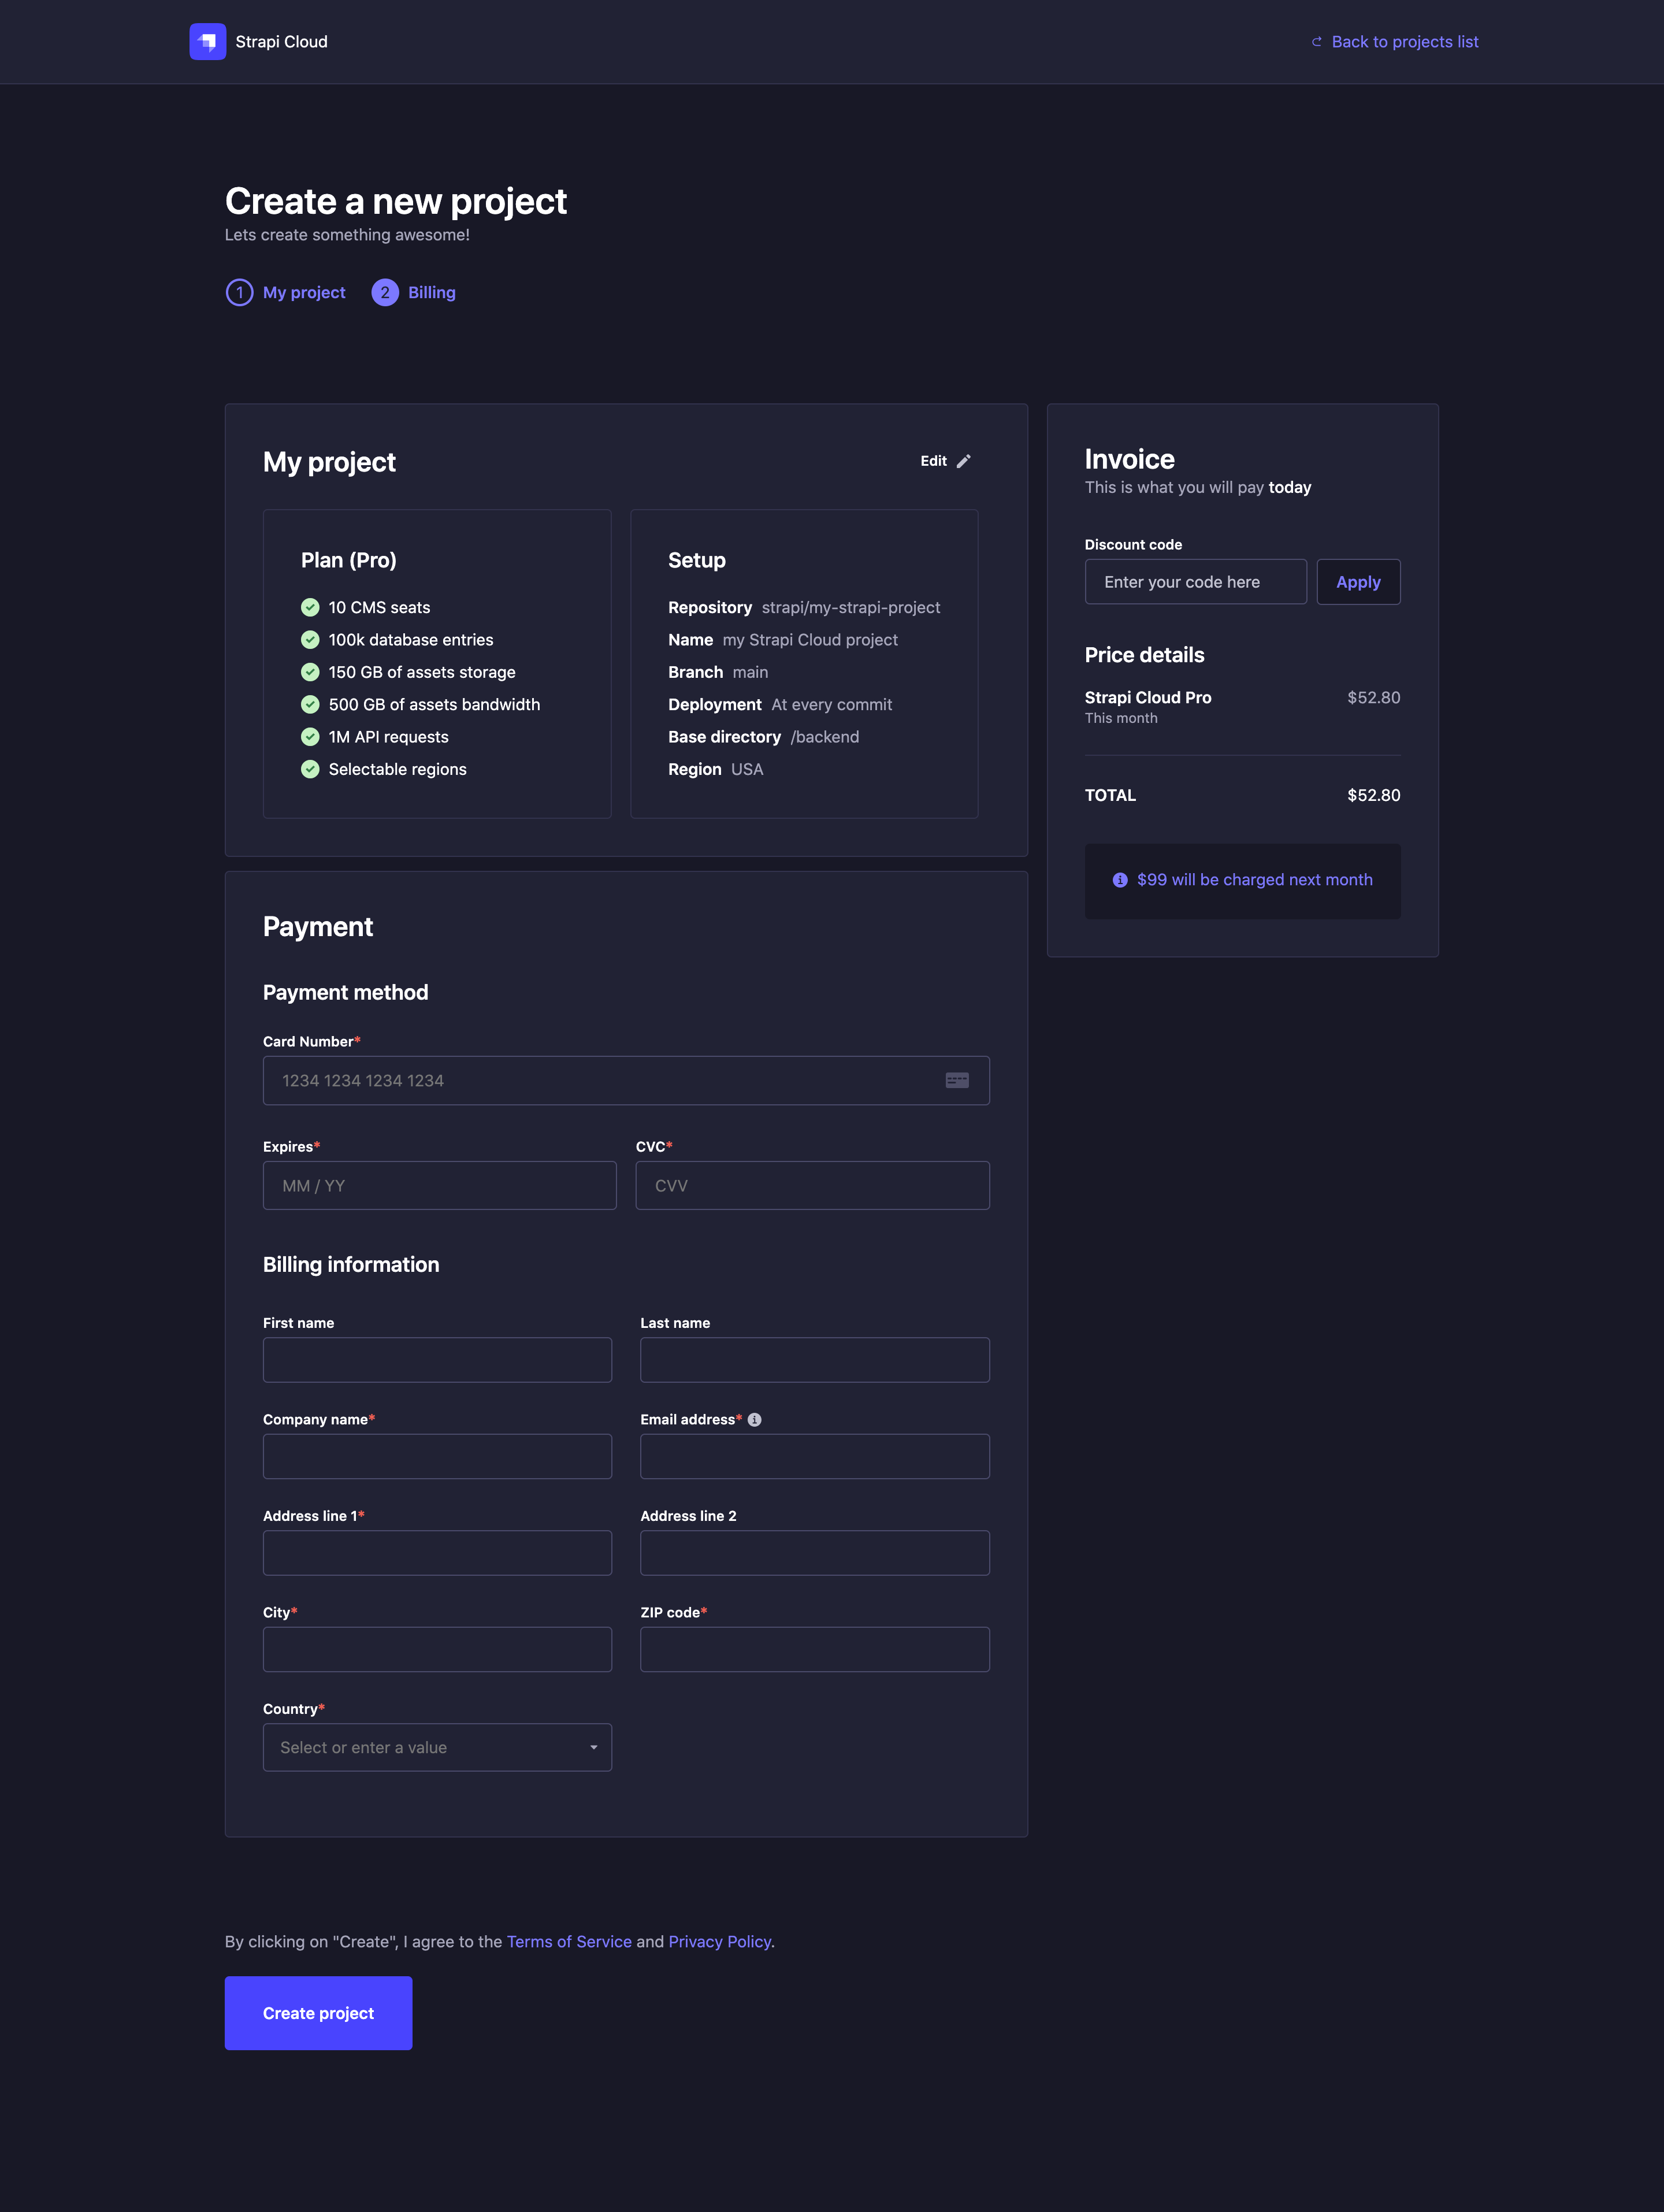 Strapi Cloud
Back to projects list
Create a new project
Lets create something awesome!
1 My project 2 Billing
My project
Edit
Plan (Pro)
10 CMS seats
100k database entries
150 GB of assets storage
500 GB of assets bandwidth
1M API requests
Selectable regions
Setup
Repository strapi/my-strapi-project
Name my Strapi Cloud project
Branch main
Deployment At every commit
Base directory /backend
Region USA
Invoice
This is what you will pay today
Discount code
Enter your code here Apply
Price details
Strapi Cloud Pro $52.80
This month
TOTAL $52.80
$99 will be charged next month
Payment
Payment method
Card Number*
1234 1234 1234 1234
Expires* CVC*
MM / YY CVV
Billing information
First name Last name
Company name* Email address*
Address line 1* Address line 2
City* ZIP code*
Country*
Select or enter a value
By clicking on "Create", I agree to the Terms of Service and Privacy Policy.
Create project